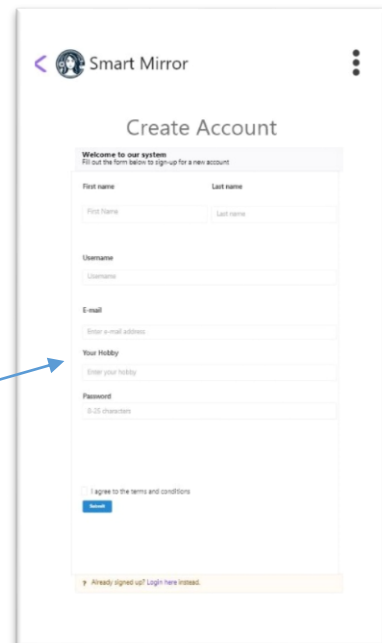 Smart Mirror
Create Account
Welcome to our system
Fill out the form below to sign-up for a new account
First name Last name
First Name Last name
Username
Username
E-mail
Enter e-mail address
Your Hobby
Enter your hobby
Password
8-25 characters
I agree to the terms and conditions
Submit
? Already signed up? Login here instead.